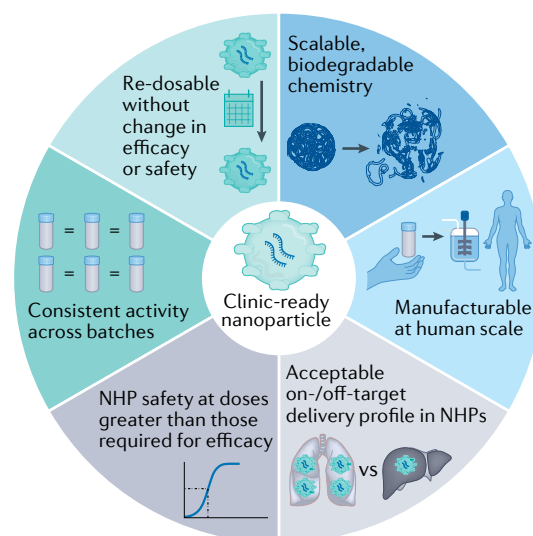 Re-dosable
without
change in
efficacy
or safety
Scalable,
biodegradable
chemistry
= =  =
= =  =
Consistent activity
across batches
Clinic-ready
nanoparticle
Manufacturable
at human scale
NHP safety at doses
greater than those
required for efficacy
Acceptable
on-/off-target
delivery profile in NHPs
vs